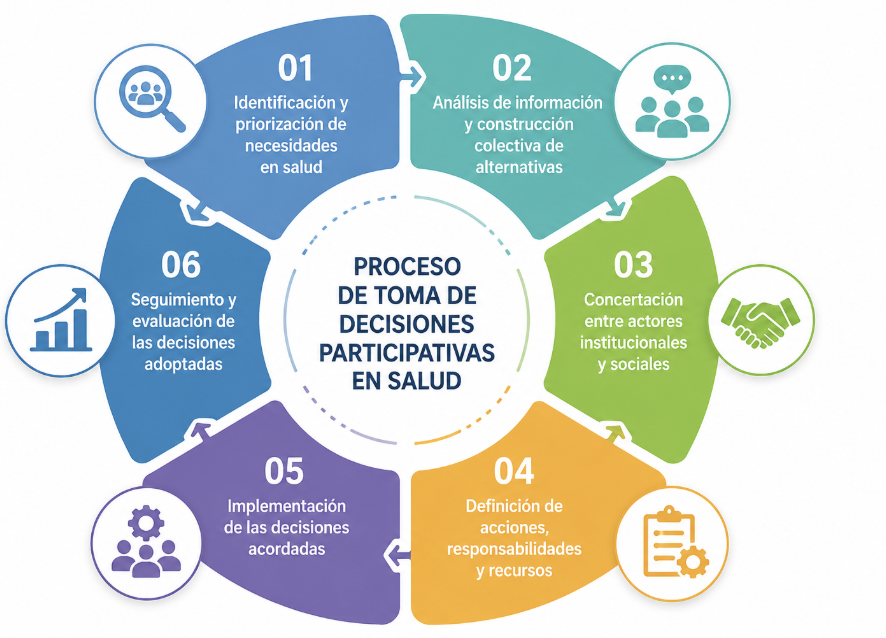 01
Identificación y
priorización de
necesidades
en salud
02
Análisis de información
y construcción
colectiva de
alternativas
03
Concertación
entre actores
institucionales
y sociales
04
Definición de
acciones,
responsabilidades
y recursos
05
Implementación
de las decisiones
acordadas
06
Seguimiento y
evaluación de
las decisiones
adoptadas
PROCESO
DE TOMA DE
DECISIONES
PARTICIPATIVAS
EN SALUD